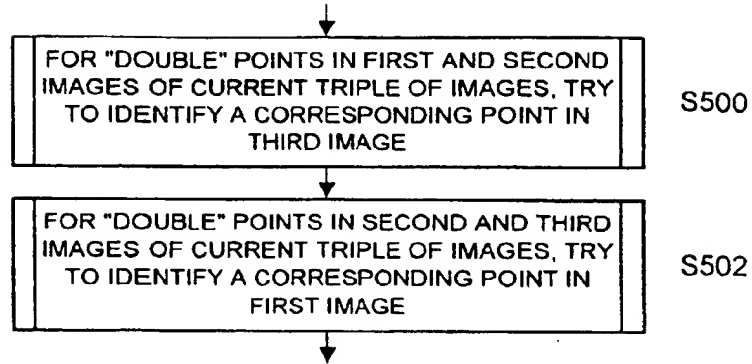 FOR "DOUBLE" POINTS IN FIRST AND SECOND
IMAGES OF CURRENT TRIPLE OF IMAGES, TRY
TO IDENTIFY A CORRESPONDING POINT IN
THIRD IMAGE
S500
FOR "DOUBLE" POINTS IN SECOND AND THIRD
IMAGES OF CURRENT TRIPLE OF IMAGES, TRY
TO IDENTIFY A CORRESPONDING POINT IN
FIRST IMAGE
S502